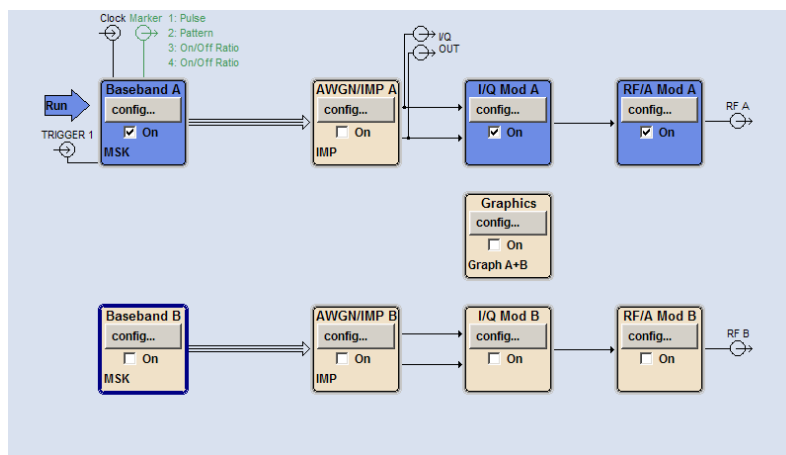 Clock Marker 1: Pulse
2: Pattern
3: On/Off Ratio
4: On/Off Ratio
I/Q
OUT
Run
TRIGGER 1
Baseband A
config...
On
MSK
AWGN/IMP A
config...
On
IMP
I/Q Mod A
config...
On
RF/A Mod A
config...
On
RF A
Graphics
config...
On
Graph A+B
Baseband B
config...
On
MSK
AWGN/IMP B
config...
On
IMP
I/Q Mod B
config...
On
RF/A Mod B
config...
On
RF B